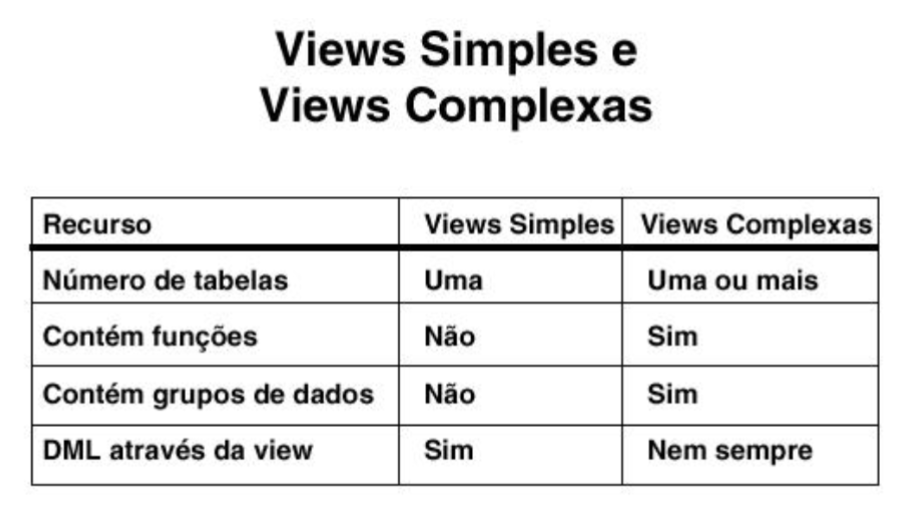 Views Simples e
Views Complexas
Recurso Views Simples Views Complexas
Número de tabelas Uma Uma ou mais
Contém funções Não Sim
Contém grupos de dados Não Sim
DML através da view Sim Nem sempre